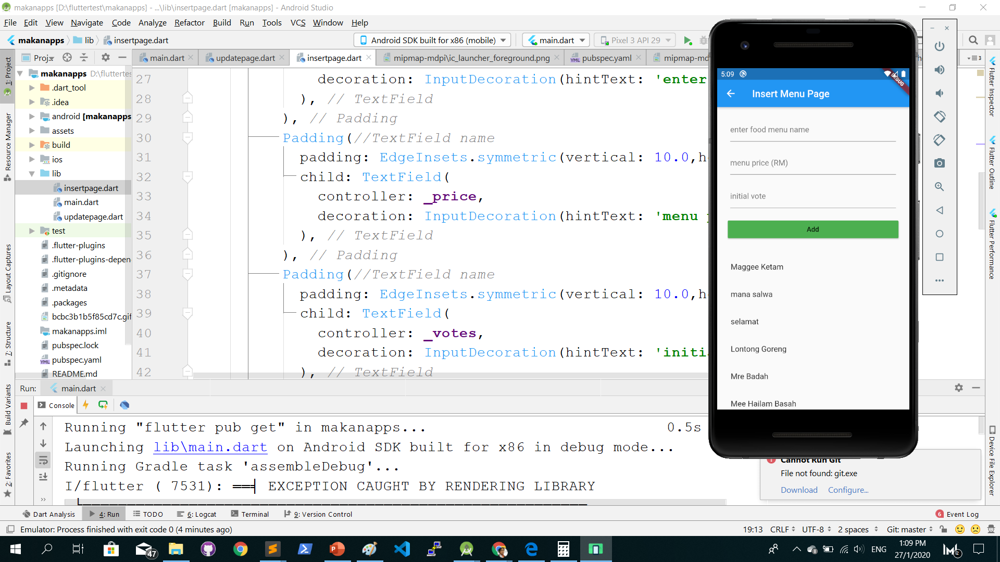 makanapps [D:\fluttertest\makanapps] - ...\lib\insertpage.dart [makanapps] - Android Studio
File Edit View Navigate Code Analyze Refactor Build Run Tools VCS Window Help
makanapps lib insertpage.dart
Android SDK built for x86 (mobile) main.dart Pixel 3 API 29
Proj..
main.dart updatepage.dart insertpage.dart mipmap-mdpi\ic_launcher_foreground.png pubspec.yaml mipmap-md
3
1: Project
Resource Manager
Layout Captures
7: Structure
Build Variants
2: Favorites
makanapps D:\flutterte
.dart_tool
.idea
android [makanapps
assets
build
ios
lib
insertpage.dart
main.dart
updatepage.dart
test
.flutter-plugins
.flutter-plugins-depen
.gitignore
.metadata
.packages
bcbc3b1b5f85cd7c.gif
makanapps.iml
pubspec.lock
pubspec.yaml
README.md
27 decoration: InputDecoration(hintText: 'enter
28 ), // TextField
29 ), // Padding
30 Padding(//TextField name
31 padding: EdgeInsets.symmetric(vertical: 10.0,h
32 child: TextField(
33 controller: _price,
34 decoration: InputDecoration(hintText: 'menu
35 ), // TextField
36 ), // Padding
37 Padding(//TextField name
38 padding: EdgeInsets.symmetric(vertical: 10.0,h
39 child: TextField(
40 controller: _votes,
41 decoration: InputDecoration(hintText: 'initi
42 ), // TextField
5:09
DEBUG
Insert Menu Page
enter food menu name
menu price (RM)
initial vote
Add
Maggee Ketam
mana salwa
selamat
Lontong Goreng
Mre Badah
Mee Hailam Basah
Flutter Inspector
Flutter Outline
Flutter Performance
Device File Explorer
Run: main.dart
Console
Running "flutter pub get" in makanapps... 0.5s
Launching lib\main.dart on Android SDK built for x86 in debug mode...
Running Gradle task 'assembleDebug'...
I/flutter ( 7531): ══╡ EXCEPTION CAUGHT BY RENDERING LIBRARY
Cannot Run Git
File not found: git.exe
Download Configure...
Dart Analysis 4: Run TODO 6: Logcat Terminal 9: Version Control 6 Event Log
Emulator: Process finished with exit code 0 (4 minutes ago) 19:13 CRLF UTF-8 2 spaces Git: master
47
ENG
1:09 PM
27/1/2020
2